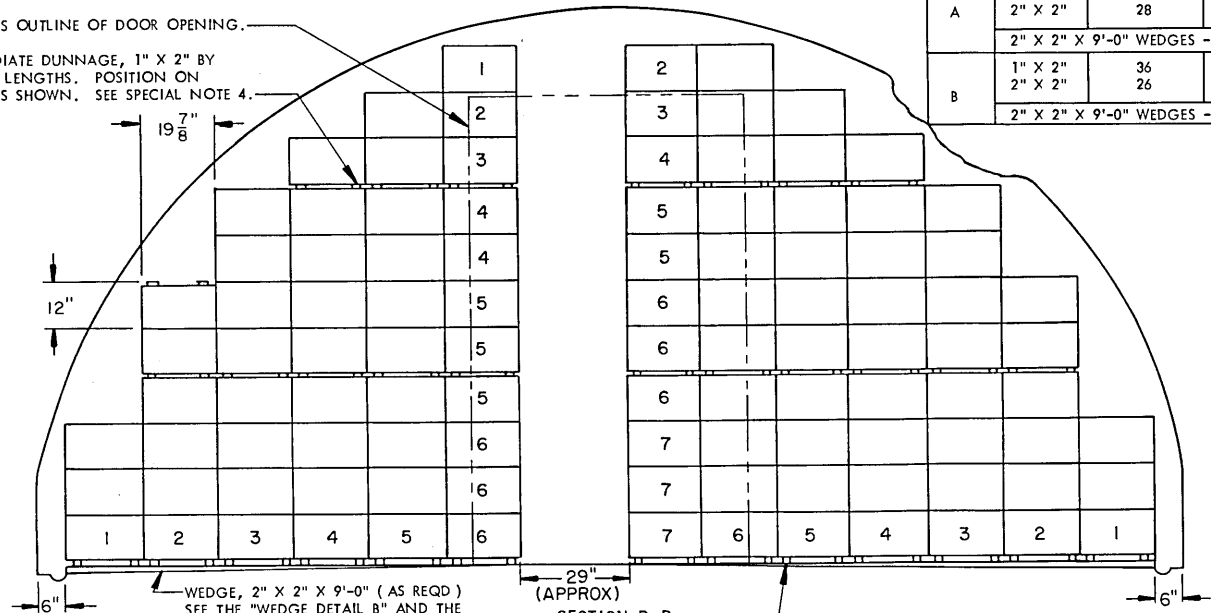 S OUTLINE OF DOOR OPENING.
IATE DUNNAGE, 1" X 2" BY
LENGTHS. POSITION ON
S SHOWN. SEE SPECIAL NOTE 4.
A 2" X 2" 28
2" X 2" X 9'-0" WEDGES -
B 1" X 2" 36
2" X 2" 26
2" X 2" X 9'-0" WEDGES -
19 7/8"
12"
1 2
2 3
3 4
4 5
4 5
5 6
5 6
5 6
6 7
6 7
1 2 3 4 5 6 7 6 5 4 3 2 1
6" 29" 6"
(APPROX)
WEDGE, 2" X 2" X 9'-0" (AS REQD)
SEE THE "WEDGE DETAIL B" AND THE